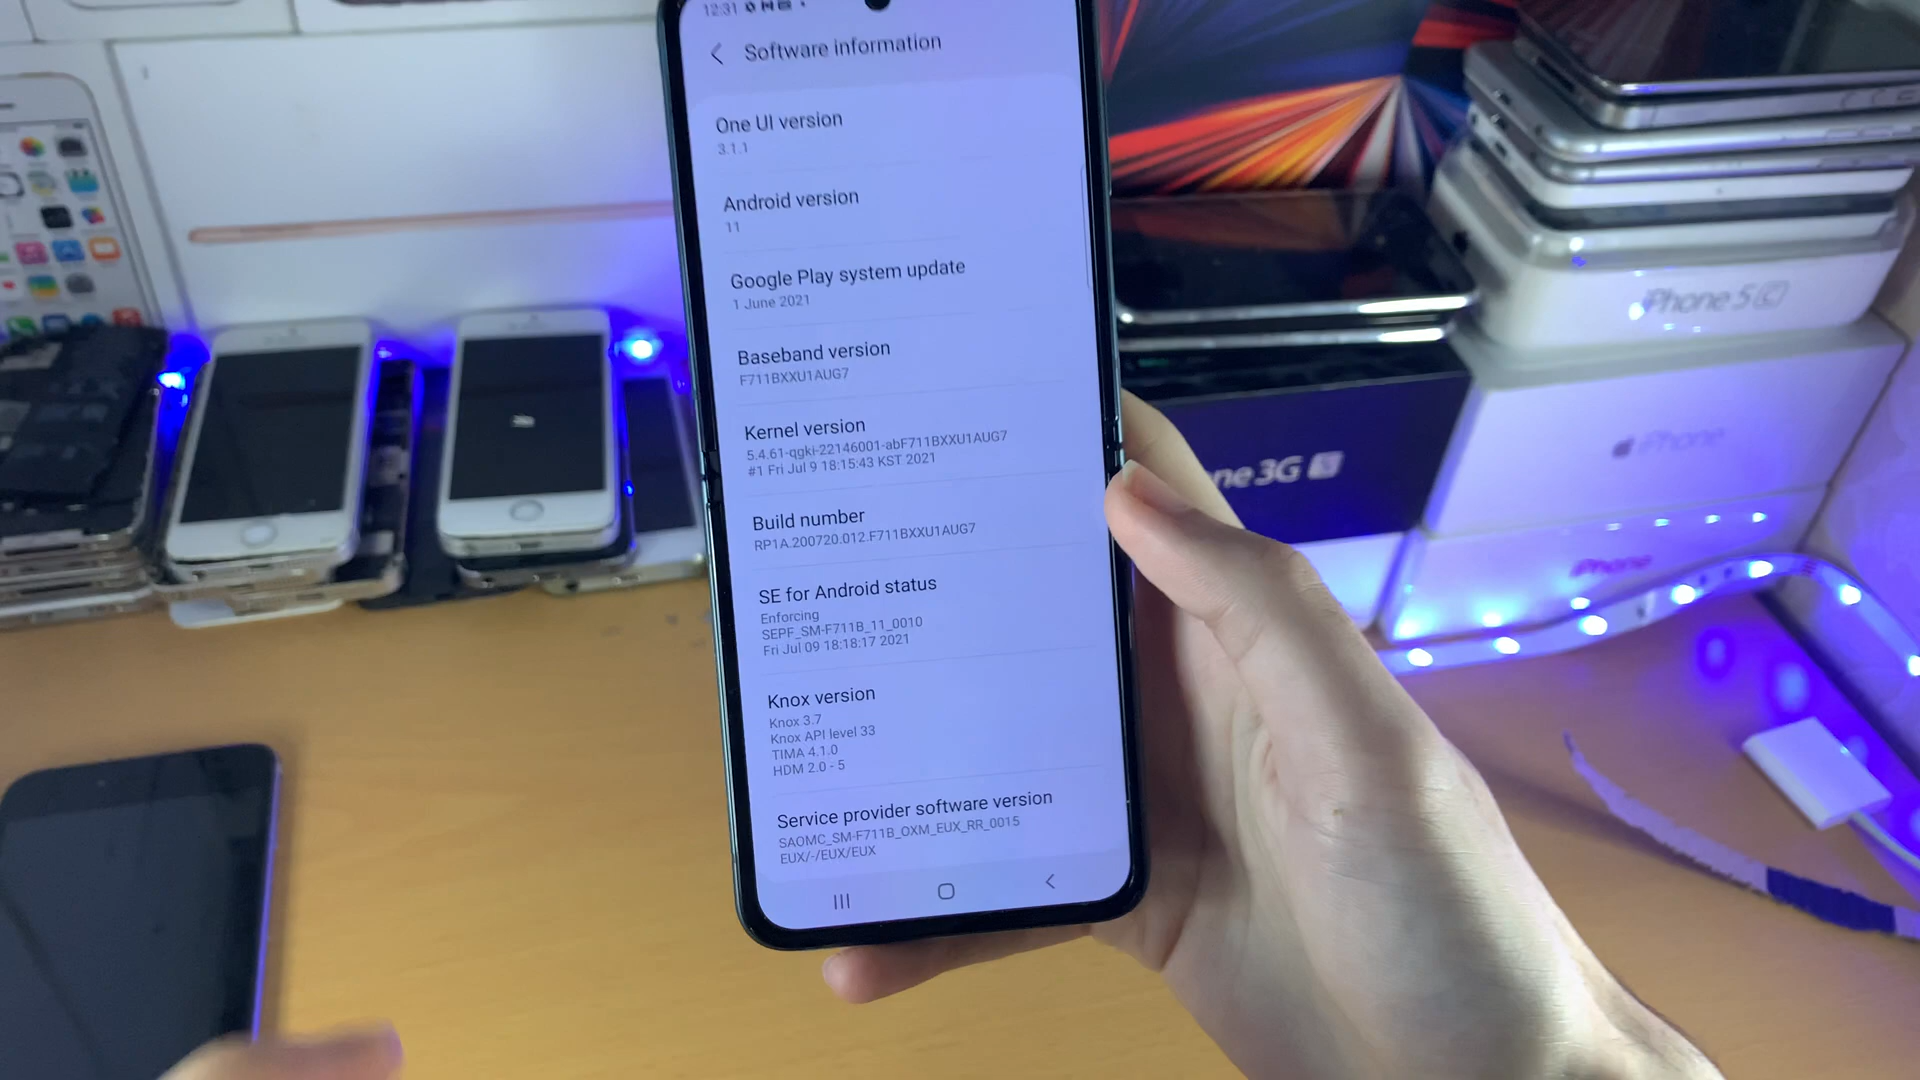 12:31
Software information
One UI version
3.1.1
Android version
11
Google Play system update
1 June 2021
Baseband version
F711BXXU1AUG7
Kernel version
5.4.61-qgki-22146001-abF711BXXU1AUG7
#1 Fri Jul 9 18:15:43 KST 2021
Build number
RP1A.200720.012.F711BXXU1AUG7
SE for Android status
Enforcing
SEPF_SM-F711B_11_0010
Fri Jul 09 18:18:17 2021
Knox version
Knox 3.7
Knox API level 33
TIMA 4.1.0
HDM 2.0 - 5
Service provider software version
SAOMC_SM-F711B_OXM_EUX_RR_0015
EUX/-/EUX/EUX
iPhone 5C
iPhone
ne 3G S
iPhone